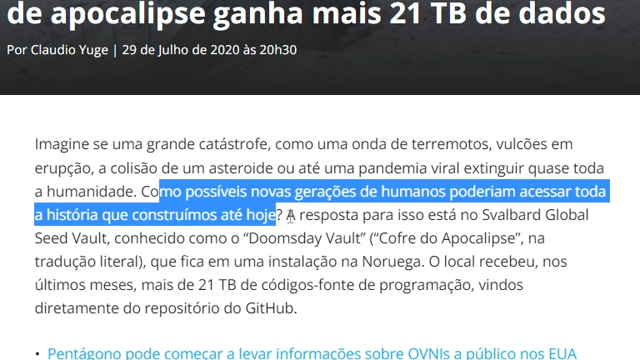 de apocalipse ganha mais 21 TB de dados
Por Claudio Yuge | 29 de Julho de 2020 às 20h30
Imagine se uma grande catástrofe, como uma onda de terremotos, vulcões em
erupção, a colisão de um asteroide ou até uma pandemia viral extinguir quase toda
a humanidade. Como possíveis novas gerações de humanos poderiam acessar toda
a história que construímos até hoje? A resposta para isso está no Svalbard Global
Seed Vault, conhecido como o “Doomsday Vault” (“Cofre do Apocalipse”, na
tradução literal), que fica em uma instalação na Noruega. O local recebeu, nos
últimos meses, mais de 21 TB de códigos-fonte de programação, vindos
diretamente do repositório do GitHub.
• Pentágono pode começar a levar informações sobre OVNIs a público nos EUA